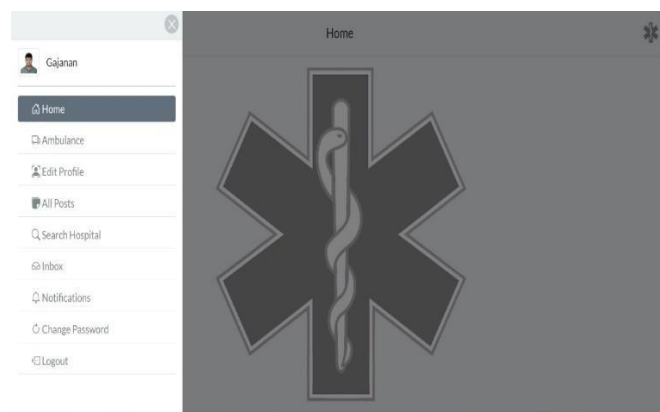 Home
Gajanan
Home
Ambulance
Edit Profile
All Posts
Search Hospital
Inbox
Notifications
Change Password
Logout